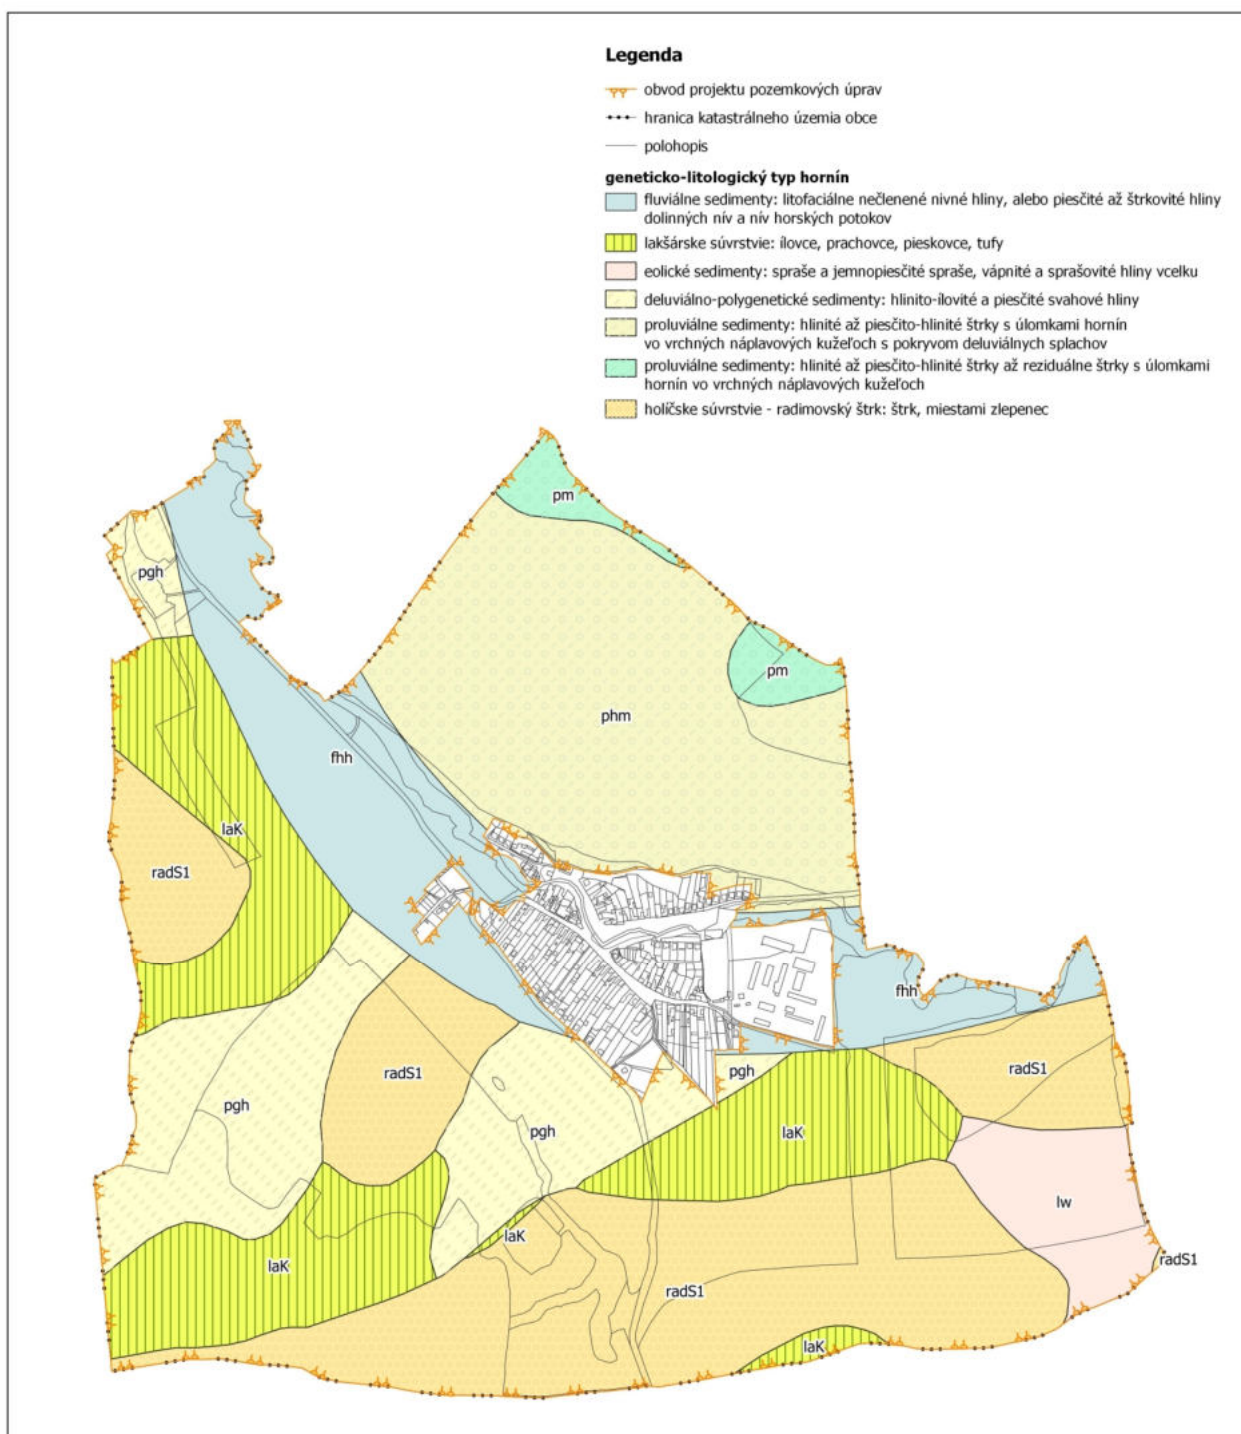 Legenda
obvod projektu pozemkových úprav
hranica katastrálneho územia obce
polohopis
geneticko-litologický typ hornín
fluviálne sedimenty: litofaciálne nečlenené nivné hliny, alebo piesčité až štrkovité hliny
dolinných nív a nív horských potokov
lakšárske súvrstvie: ílovce, prachovce, pieskovce, tufy
eolické sedimenty: spraše a jemnopiesčité spraše, vápnité a sprašovité hliny vcelku
deluviálno-polygenetické sedimenty: hlinito-ílovité a piesčité svahové hliny
proluviálne sedimenty: hlinité až piesčito-hlinité štrky s úlomkami hornín
vo vrchných náplavových kužeľoch s pokryvom deluviálnych splachov
proluviálne sedimenty: hlinité až piesčito-hlinité štrky až reziduálne štrky s úlomkami
hornín vo vrchných náplavových kužeľoch
holíčske súvrstvie - radimovský štrk: štrk, miestami zlepenec
pm
pgh
pm
phm
fhh
laK
radS1
fhh
radS1
radS1
pgh
pgh
pgh
laK
lw
laK
laK
radS1
radS1
laK